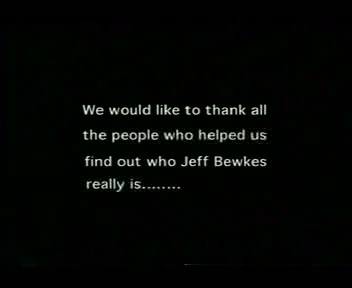 We would like to thank all
the people who helped us
find out who Jeff Bewkes
really is........